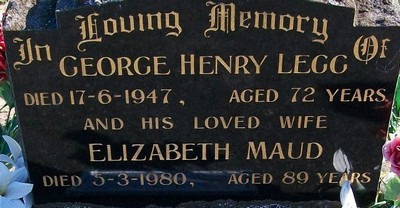 In Loving Memory Of
GEORGE HENRY LEGG
DIED 17-6-1947, AGED 72 YEARS
AND HIS LOVED WIFE
ELIZABETH MAUD
DIED 5-3-1980, AGED 89 YEARS